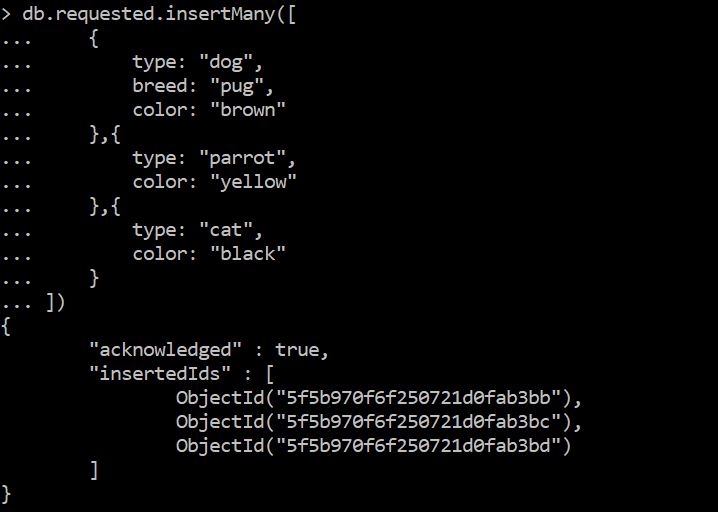 > db.requested.insertMany([
...     {
...         type: "dog",
...         breed: "pug",
...         color: "brown"
...     },{
...         type: "parrot",
...         color: "yellow"
...     },{
...         type: "cat",
...         color: "black"
...     }
... ])
{
        "acknowledged" : true,
        "insertedIds" : [
                ObjectId("5f5b970f6f250721d0fab3bb"),
                ObjectId("5f5b970f6f250721d0fab3bc"),
                ObjectId("5f5b970f6f250721d0fab3bd")
        ]
}